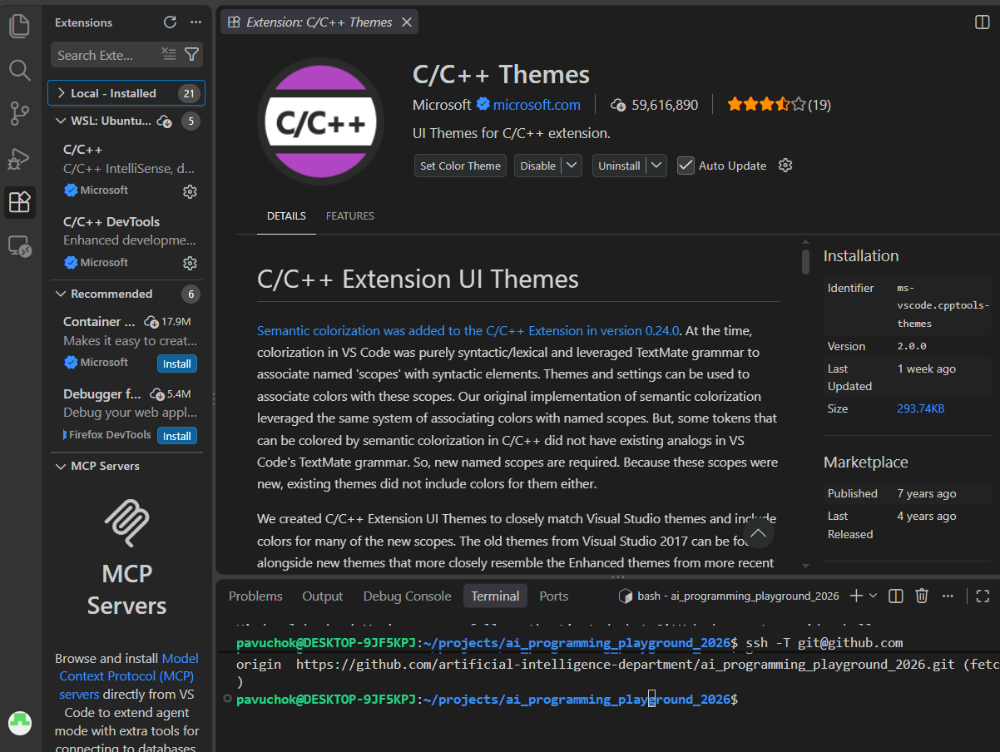 Extensions
Search Exte...
Local - Installed 21
WSL: Ubuntu... 5
C/C++
C/C++ IntelliSense, d...
Microsoft
C/C++ DevTools
Enhanced developme...
Microsoft
Recommended 6
Container ... 17.9M
Makes it easy to creat...
Microsoft Install
Debugger f... 5.4M
Debug your web appl...
Firefox DevTools Install
MCP Servers
MCP
Servers
Browse and install Model
Context Protocol (MCP)
servers directly from VS
Code to extend agent
mode with extra tools for
connecting to databases,
Extension: C/C++ Themes
C/C++
C/C++ Themes
Microsoft microsoft.com 59,616,890 (19)
UI Themes for C/C++ extension.
Set Color Theme Disable Uninstall Auto Update
DETAILS FEATURES
C/C++ Extension UI Themes
Semantic colorization was added to the C/C++ Extension in version 0.24.0. At the time,
colorization in VS Code was purely syntactic/lexical and leveraged TextMate grammar to
associate named 'scopes' with syntactic elements. Themes and settings can be used to
associate colors with these scopes. Our original implementation of semantic colorization
leveraged the same system of associating colors with named scopes. But, some tokens that
can be colored by semantic colorization in C/C++ did not have existing analogs in VS
Code's TextMate grammar. So, new named scopes are required. Because these scopes were
new, existing themes did not include colors for them either.
We created C/C++ Extension UI Themes to closely match Visual Studio themes and include
colors for many of the new scopes. The old themes from Visual Studio 2017 can be
alongside new themes that more closely resemble the Enhanced themes from more recent
Installation
Identifier ms-
vscode.cpptools-
themes
Version 2.0.0
Last 1 week ago
Updated
Size 293.74KB
Marketplace
Published 7 years ago
Last 4 years ago
Released
Problems Output Debug Console Terminal Ports bash - ai_programming_playground_2026
pavuchok@DESKTOP-9JF5KPJ:~/projects/ai_programming_playground_2026$ ssh -T git@github.com
origin https://github.com/artificial-intelligence-department/ai_programming_playground_2026.git (fetc
)
pavuchok@DESKTOP-9JF5KPJ:~/projects/ai_programming_playground_2026$